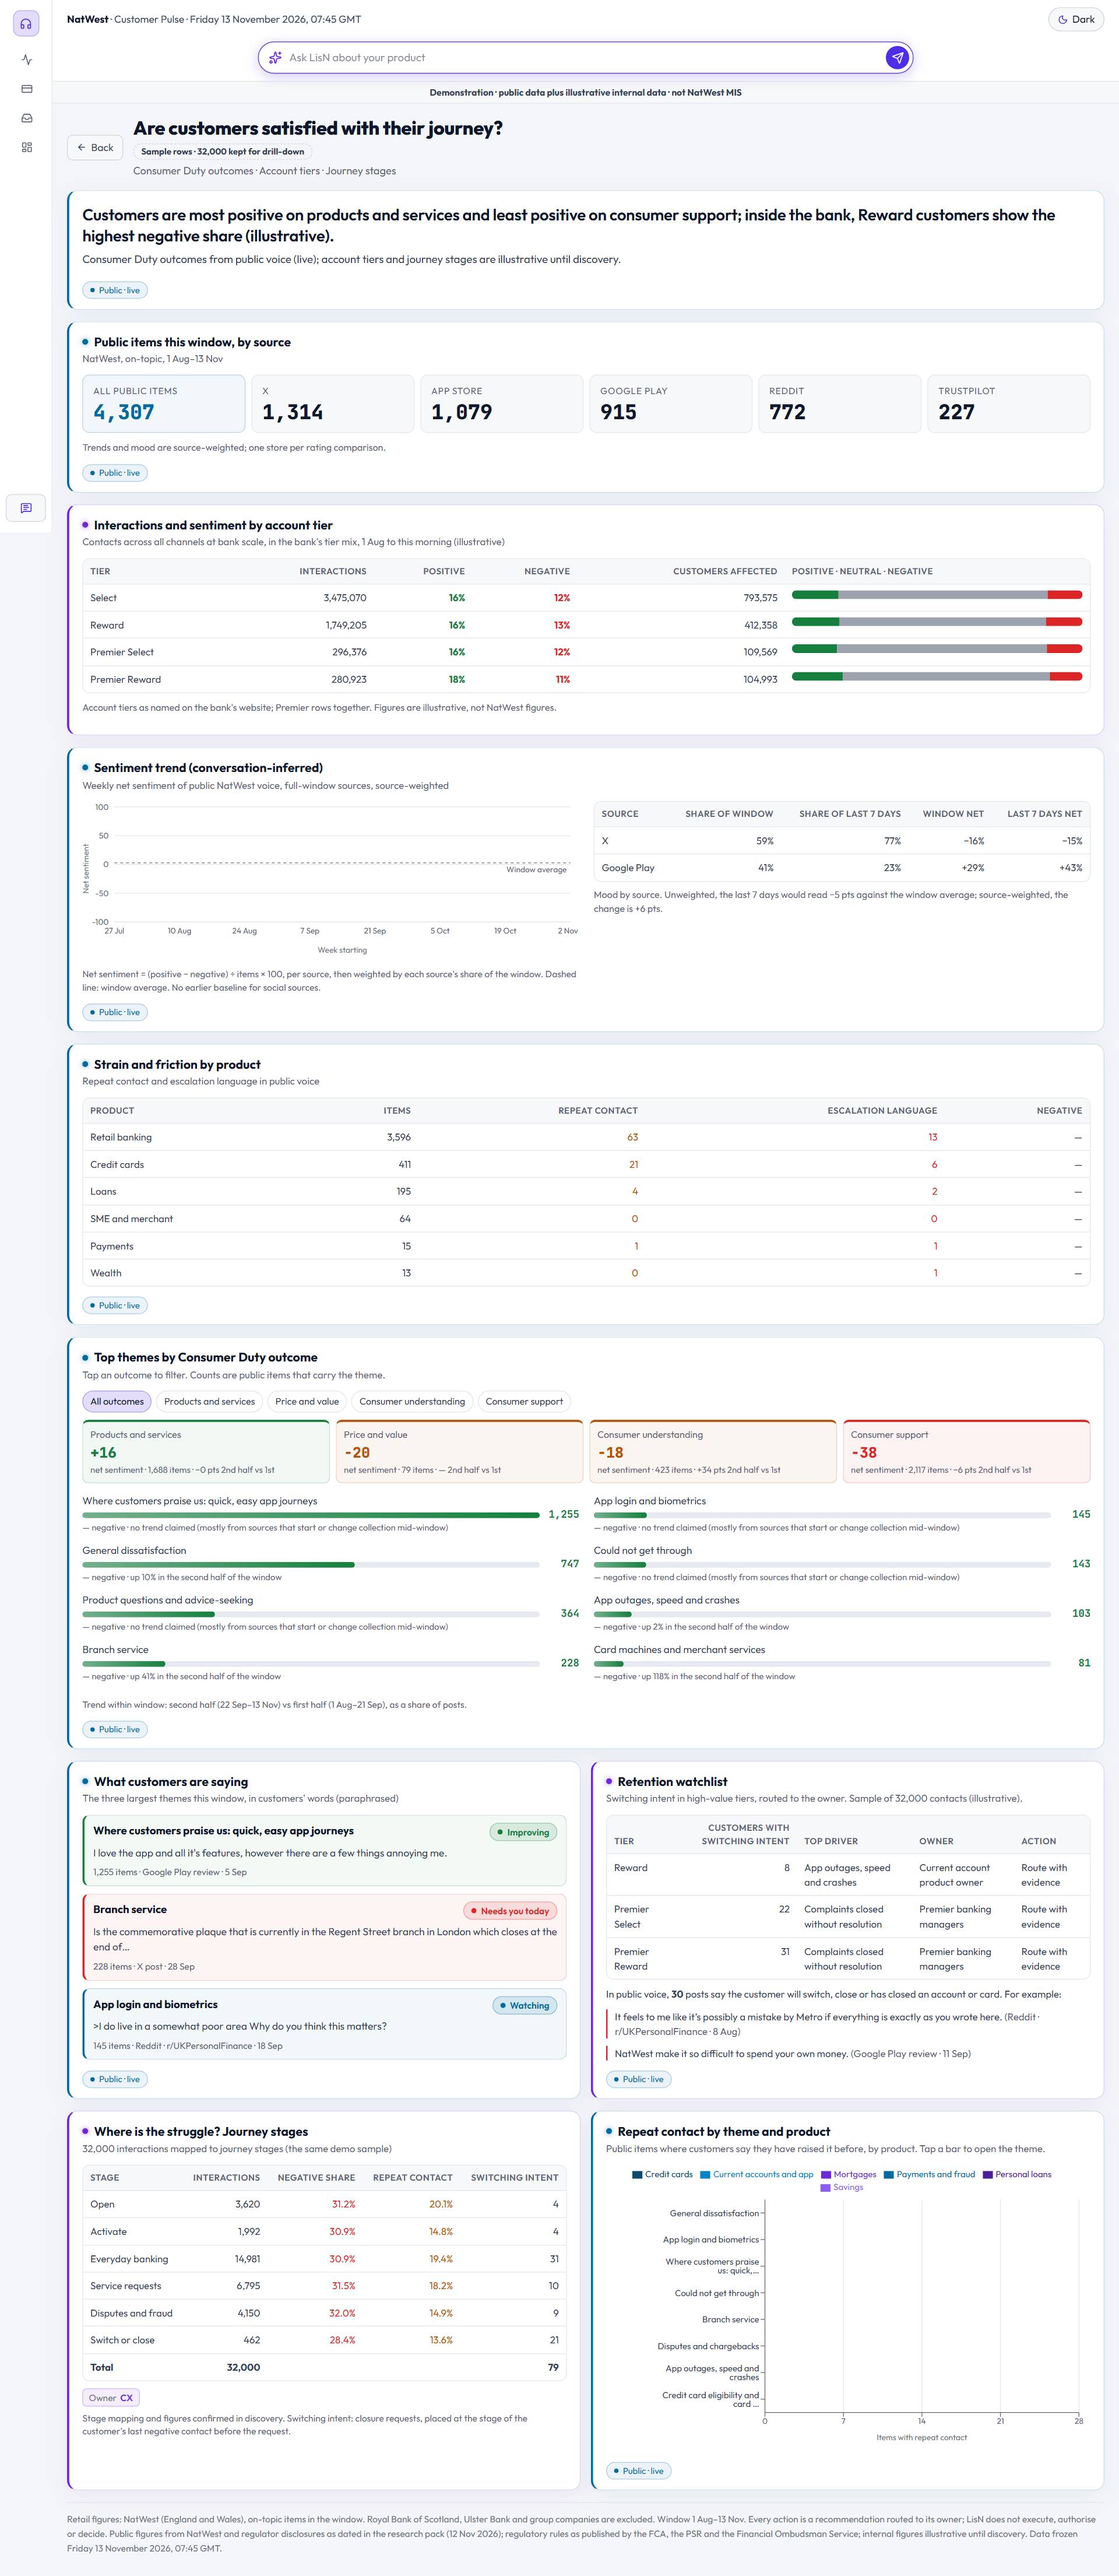 NatWest · Customer Pulse · Friday 13 November 2026, 07:45 GMT
Dark
Ask LisN about your product
Demonstration · public data plus illustrative internal data · not NatWest MIS
Back
Are customers satisfied with their journey?
Sample rows · 32,000 kept for drill-down
Consumer Duty outcomes · Account tiers · Journey stages
Customers are most positive on products and services and least positive on consumer support; inside the bank, Reward customers show the
highest negative share (illustrative).
Consumer Duty outcomes from public voice (live); account tiers and journey stages are illustrative until discovery.
Public · live
Public items this window, by source
NatWest, on-topic, 1 Aug–13 Nov
ALL PUBLIC ITEMS
4,307
X
1,314
APP STORE
1,079
GOOGLE PLAY
915
REDDIT
772
TRUSTPILOT
227
Trends and mood are source-weighted; one store per rating comparison.
Public · live
Interactions and sentiment by account tier
Contacts across all channels at bank scale, in the bank's tier mix, 1 Aug to this morning (illustrative)
TIER INTERACTIONS POSITIVE NEGATIVE CUSTOMERS AFFECTED POSITIVE · NEUTRAL · NEGATIVE
Select 3,475,070 16% 12% 793,575
Reward 1,749,205 16% 13% 412,358
Premier Select 296,376 16% 12% 109,569
Premier Reward 280,923 18% 11% 104,993
Account tiers as named on the bank's website; Premier rows together. Figures are illustrative, not NatWest figures.
Sentiment trend (conversation-inferred)
Weekly net sentiment of public NatWest voice, full-window sources, source-weighted
100
50
0
-50
-100
Net sentiment
Window average
27 Jul 10 Aug 24 Aug 7 Sep 21 Sep 5 Oct 19 Oct 2 Nov
Week starting
Net sentiment = (positive − negative) ÷ items × 100, per source, then weighted by each source's share of the window. Dashed
line: window average. No earlier baseline for social sources.
Public · live
SOURCE SHARE OF WINDOW SHARE OF LAST 7 DAYS WINDOW NET LAST 7 DAYS NET
X 59% 77% −16% −15%
Google Play 41% 23% +29% +43%
Mood by source. Unweighted, the last 7 days would read −5 pts against the window average; source-weighted, the
change is +6 pts.
Strain and friction by product
Repeat contact and escalation language in public voice
PRODUCT ITEMS REPEAT CONTACT ESCALATION LANGUAGE NEGATIVE
Retail banking 3,596 63 13 —
Credit cards 411 21 6 —
Loans 195 4 2 —
SME and merchant 64 0 0 —
Payments 15 1 1 —
Wealth 13 0 1 —
Public · live
Top themes by Consumer Duty outcome
Tap an outcome to filter. Counts are public items that carry the theme.
All outcomes Products and services Price and value Consumer understanding Consumer support
Products and services
+16
net sentiment · 1,688 items · −0 pts 2nd half vs 1st
Price and value
-20
net sentiment · 79 items · — 2nd half vs 1st
Consumer understanding
-18
net sentiment · 423 items · +34 pts 2nd half vs 1st
Consumer support
-38
net sentiment · 2,117 items · −6 pts 2nd half vs 1st
Where customers praise us: quick, easy app journeys
1,255
— negative · no trend claimed (mostly from sources that start or change collection mid-window)
App login and biometrics
145
— negative · no trend claimed (mostly from sources that start or change collection mid-window)
General dissatisfaction
747
— negative · up 10% in the second half of the window
Could not get through
143
— negative · no trend claimed (mostly from sources that start or change collection mid-window)
Product questions and advice-seeking
364
— negative · no trend claimed (mostly from sources that start or change collection mid-window)
App outages, speed and crashes
103
— negative · up 2% in the second half of the window
Branch service
228
— negative · up 41% in the second half of the window
Card machines and merchant services
81
— negative · up 118% in the second half of the window
Trend within window: second half (22 Sep–13 Nov) vs first half (1 Aug–21 Sep), as a share of posts.
Public · live
What customers are saying
The three largest themes this window, in customers' words (paraphrased)
Where customers praise us: quick, easy app journeys
Improving
I love the app and all it's features, however there are a few things annoying me.
1,255 items · Google Play review · 5 Sep
Branch service
Needs you today
Is the commemorative plaque that is currently in the Regent Street branch in London which closes at the
end of...
228 items · X post · 28 Sep
App login and biometrics
Watching
>I do live in a somewhat poor area Why do you think this matters?
145 items · Reddit · r/UKPersonalFinance · 18 Sep
Public · live
Retention watchlist
Switching intent in high-value tiers, routed to the owner. Sample of 32,000 contacts (illustrative).
TIER CUSTOMERS WITH SWITCHING INTENT TOP DRIVER OWNER ACTION
Reward 8 App outages, speed and crashes Current account product owner Route with evidence
Premier Select 22 Complaints closed without resolution Premier banking managers Route with evidence
Premier Reward 31 Complaints closed without resolution Premier banking managers Route with evidence
In public voice, 30 posts say the customer will switch, close or has closed an account or card. For example:
It feels to me like it's possibly a mistake by Metro if everything is exactly as you wrote here. (Reddit ·
r/UKPersonalFinance · 8 Aug)
NatWest make it so difficult to spend your own money. (Google Play review · 11 Sep)
Public · live
Where is the struggle? Journey stages
32,000 interactions mapped to journey stages (the same demo sample)
STAGE INTERACTIONS NEGATIVE SHARE REPEAT CONTACT SWITCHING INTENT
Open 3,620 31.2% 20.1% 4
Activate 1,992 30.9% 14.8% 4
Everyday banking 14,981 30.9% 19.4% 31
Service requests 6,795 31.5% 18.2% 10
Disputes and fraud 4,150 32.0% 14.9% 9
Switch or close 462 28.4% 13.6% 21
Total 32,000 79
Owner CX
Stage mapping and figures confirmed in discovery. Switching intent: closure requests, placed at the stage of the
customer's last negative contact before the request.
Repeat contact by theme and product
Public items where customers say they have raised it before, by product. Tap a bar to open the theme.
Credit cards Current accounts and app Mortgages Payments and fraud Personal loans
Savings
General dissatisfaction
App login and biometrics
Where customers praise
us: quick,...
Could not get through
Branch service
Disputes and chargebacks
App outages, speed and
crashes
Credit card eligibility and
card ...
0 7 14 21 28
Items with repeat contact
Public · live
Retail figures: NatWest (England and Wales), on-topic items in the window. Royal Bank of Scotland, Ulster Bank and group companies are excluded. Window 1 Aug–13 Nov. Every action is a recommendation routed to its owner; LisN does not execute, authorise
or decide. Public figures from NatWest and regulator disclosures as dated in the research pack (12 Nov 2026); regulatory rules as published by the FCA, the PSR and the Financial Ombudsman Service; internal figures illustrative until discovery. Data frozen
Friday 13 November 2026, 07:45 GMT.